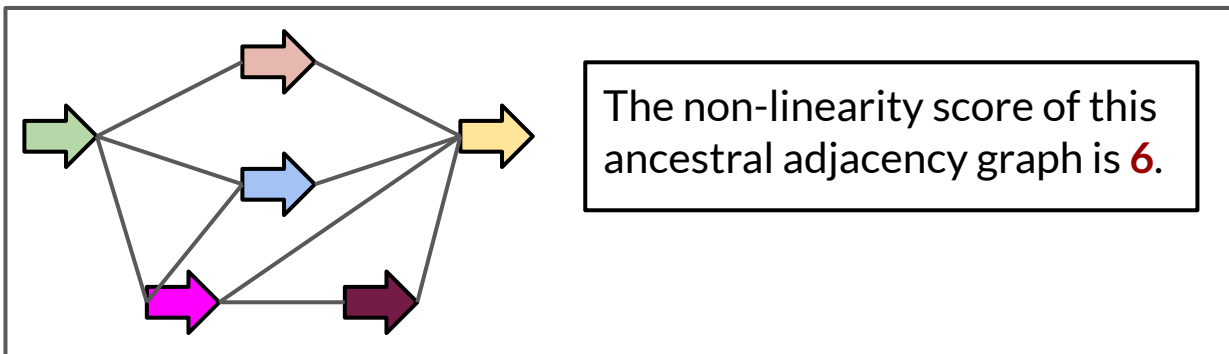 The non-linearity score of this
ancestral adjacency graph is 6.